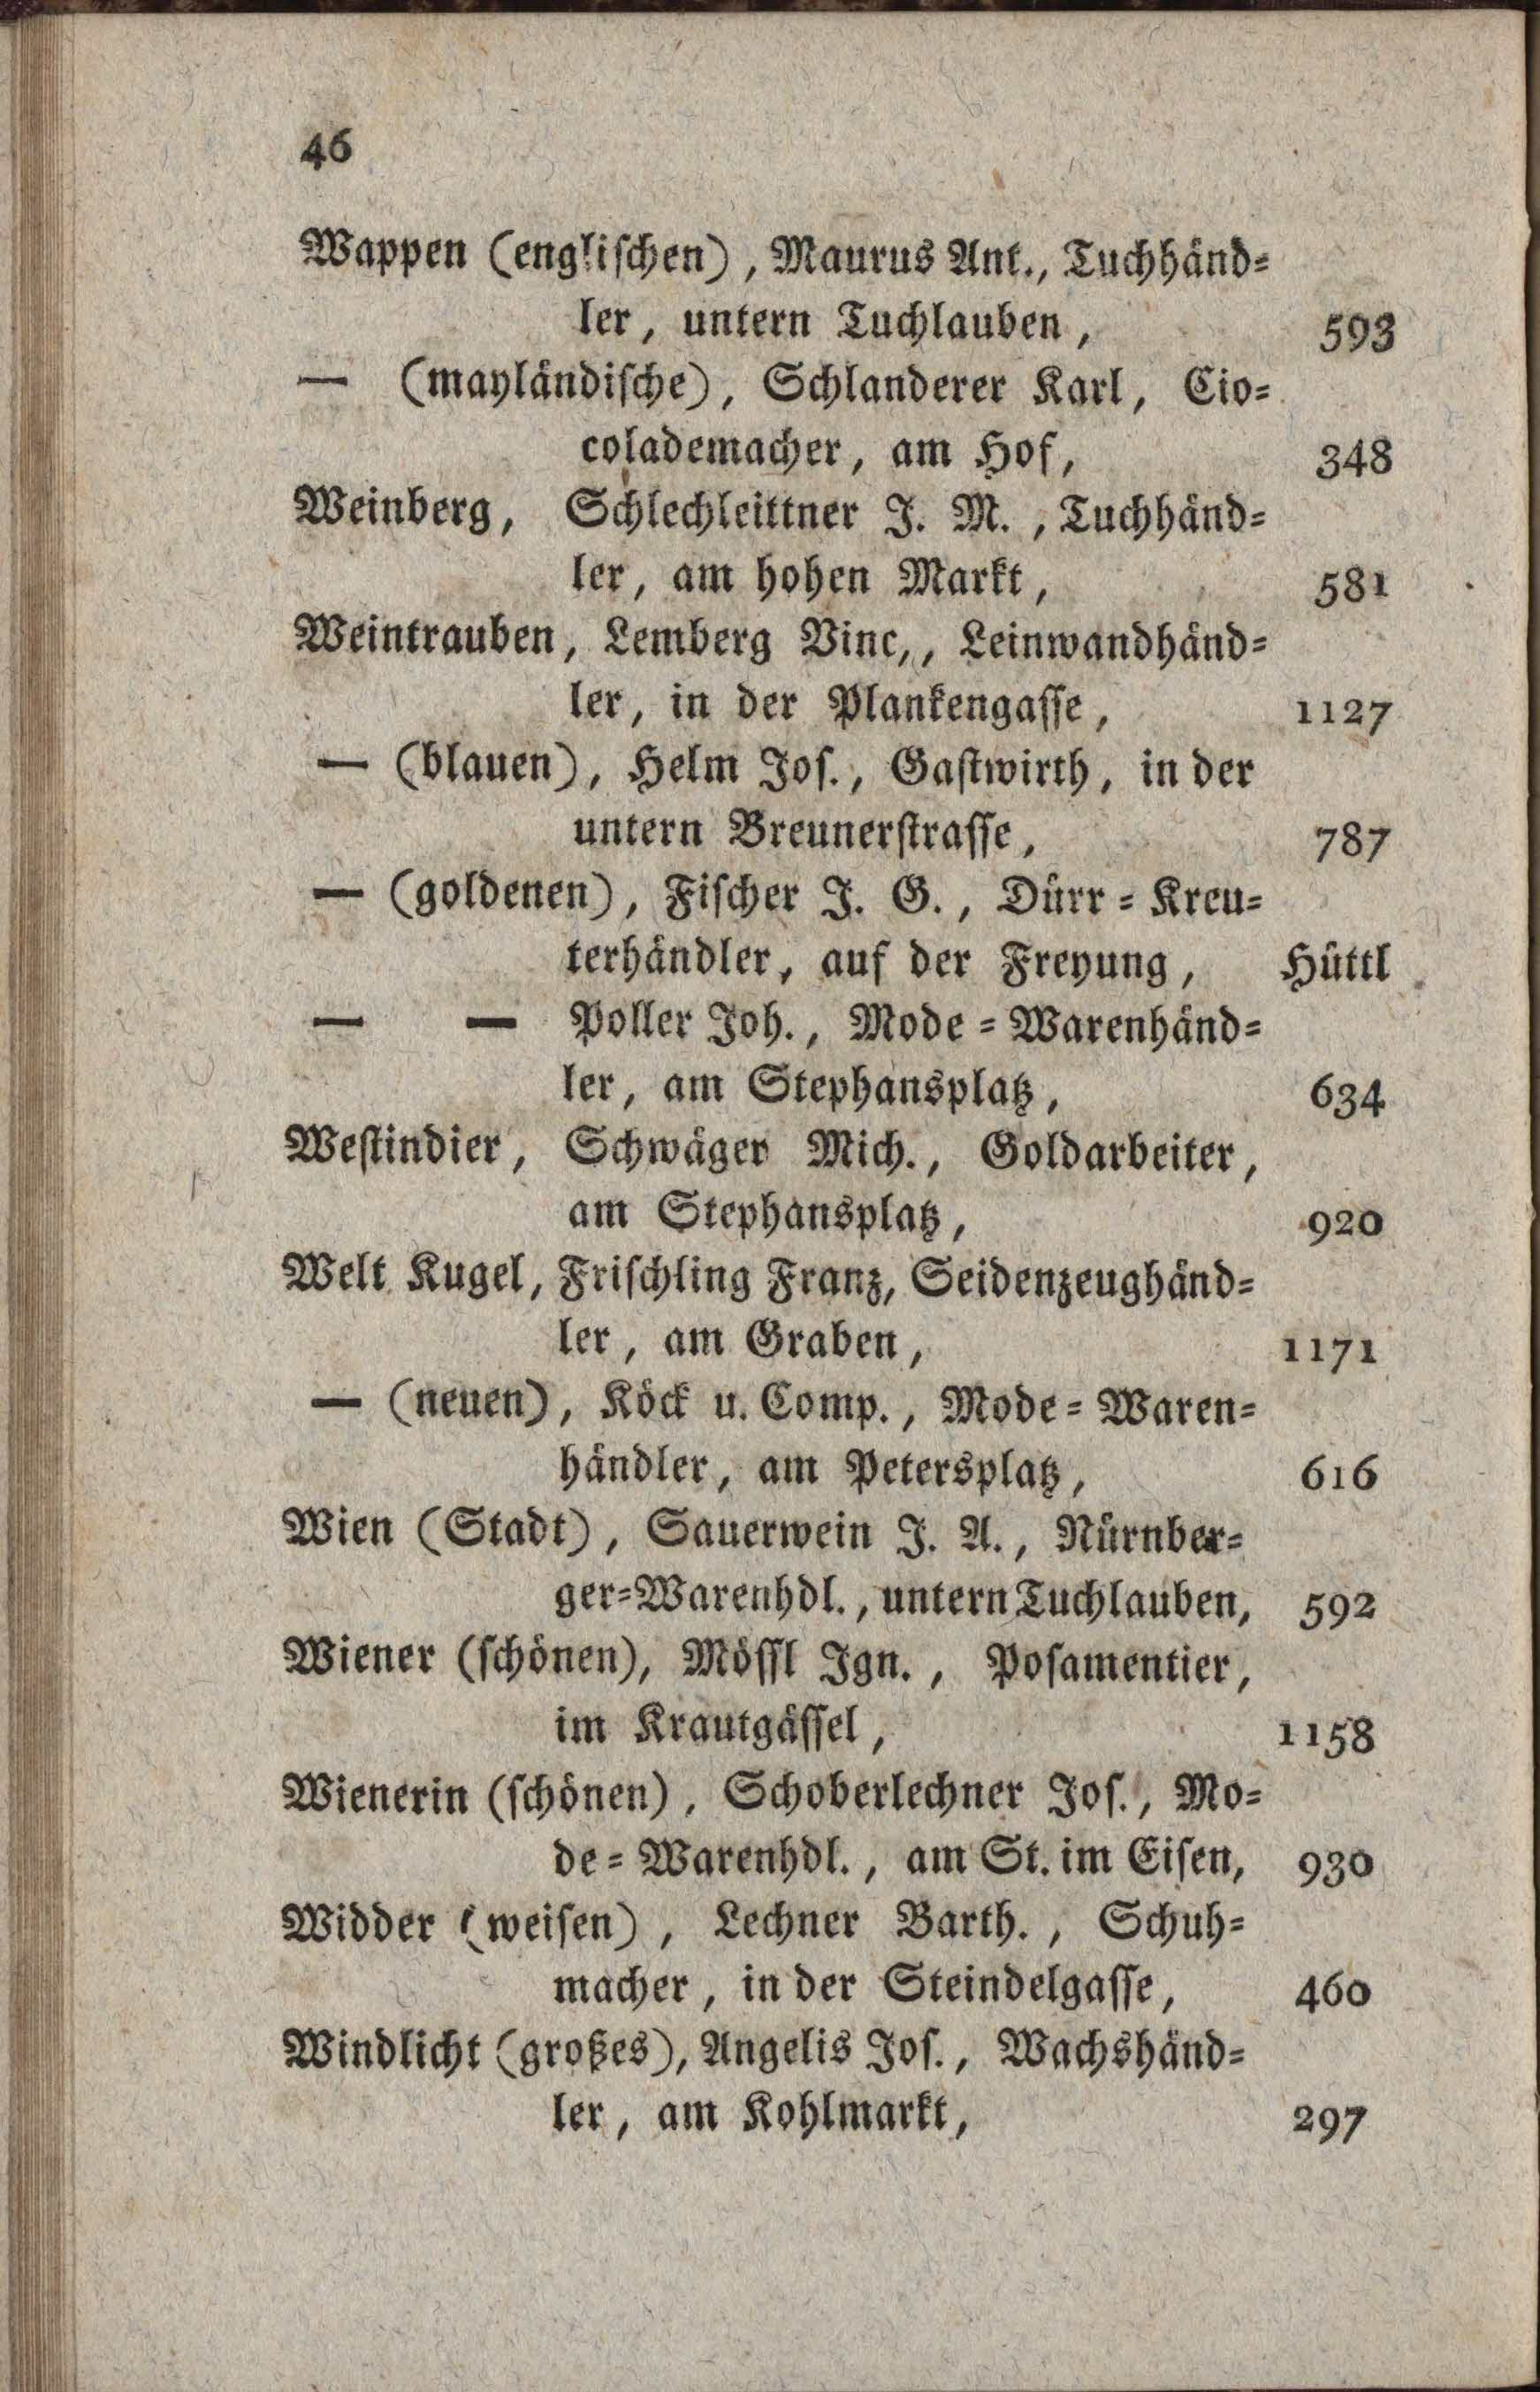 46
Wappen (englischen), Maurus Ant., Tuchhänd-
ler, untern Tuchlauben, 593
— (mayländische), Schlanderer Karl, Cio-
colademacher, am Hof, 348
Weinberg, Schlechleittner J. M., Tuchhänd-
ler, am hohen Markt, 581
Weintrauben, Lemberg Vinc,, Leinwandhänd-
ler, in der Plankengasse, 1127
— (blauen), Helm Jos., Gastwirth, in der
untern Breunerstrasse, 787
— (goldenen), Fischer J. G., Dürr-Kreu-
terhändler, auf der Freyung, Hüttl
— — Poller Joh., Mode-Warenhänd-
ler, am Stephansplatz, 634
Westindier, Schwäger Mich., Goldarbeiter,
am Stephansplatz, 920
Welt Kugel, Frischling Franz, Seidenzeughänd-
ler, am Graben, 1171
— (neuen), Köck u. Comp., Mode-Waren-
händler, am Petersplatz, 616
Wien (Stadt), Sauerwein J. A., Nürnber-
ger-Warenhdl., untern Tuchlauben, 592
Wiener (schönen), Mössl Ign., Posamentier,
im Krautgässel, 1158
Wienerin (schönen), Schoberlechner Jos., Mo-
de-Warenhdl., am St. im Eisen, 930
Widder (weisen), Lechner Barth., Schuh-
macher, in der Steindelgasse, 460
Windlicht (großes), Angelis Jos., Wachshänd-
ler, am Kohlmarkt, 297